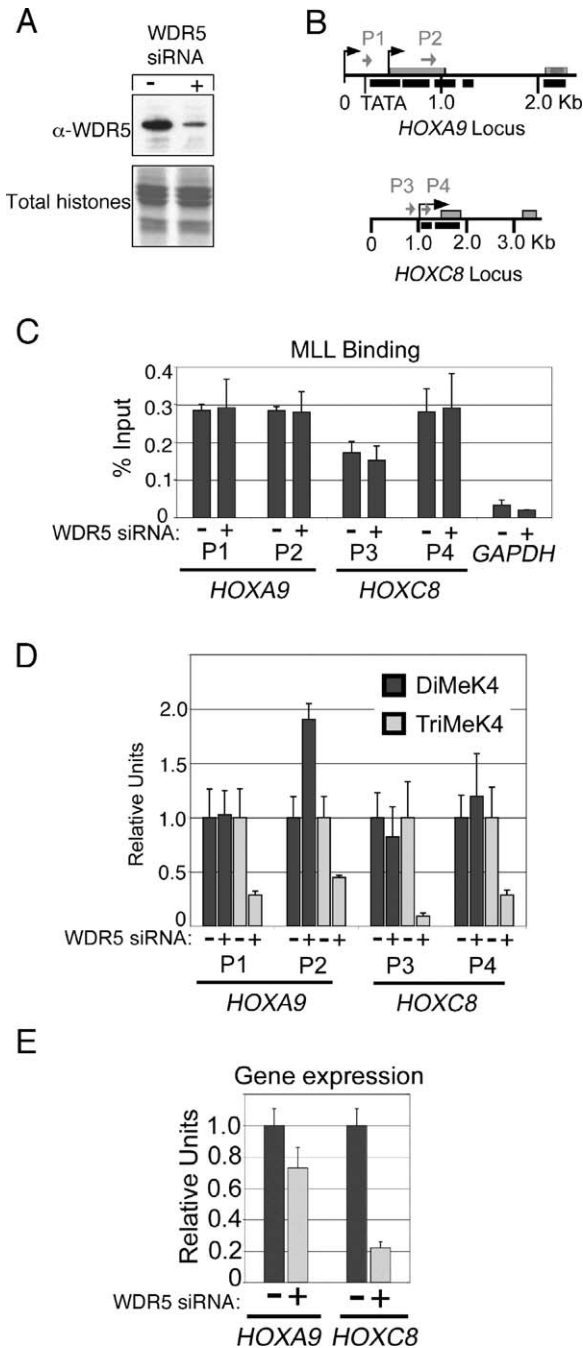 A
WDR5
siRNA
- +
α-WDR5
Total histones
B
P1 P2
0 TATA 1.0 2.0 Kb
HOXA9 Locus
P3 P4
0 1.0 2.0 3.0 Kb
HOXC8 Locus
C
MLL Binding
% Input
0.4
0.3
0.2
0.1
0
WDR5 siRNA: - + - + - + - + - +
P1 P2 P3 P4 GAPDH
HOXA9 HOXC8
D
DiMeK4
TriMeK4
Relative Units
2.0
1.5
1.0
0.5
0
WDR5 siRNA: - + - + - + - + - + - + - + - +
P1 P2 P3 P4
HOXA9 HOXC8
E
Gene expression
Relative Units
1.0
0.8
0.6
0.4
0.2
0
WDR5 siRNA: - + - +
HOXA9 HOXC8